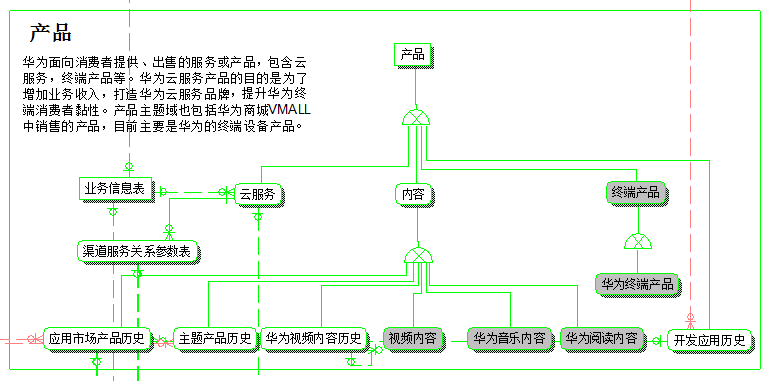 产品
华为面向消费者提供、出售的服务或产品，包含云
服务，终端产品等。华为云服务产品的目的是为了
增加业务收入，打造华为云服务品牌，提升华为终
端消费者黏性。产品主题域也包括华为商城VMALL
中销售的产品，目前主要是华为的终端设备产品。
产品
业务信息表
云服务
内容
终端产品
渠道服务关系参数表
华为终端产品
应用市场产品历史
主题产品历史
华为视频内容历史
视频内容
华为音乐内容
华为阅读内容
开发应用历史